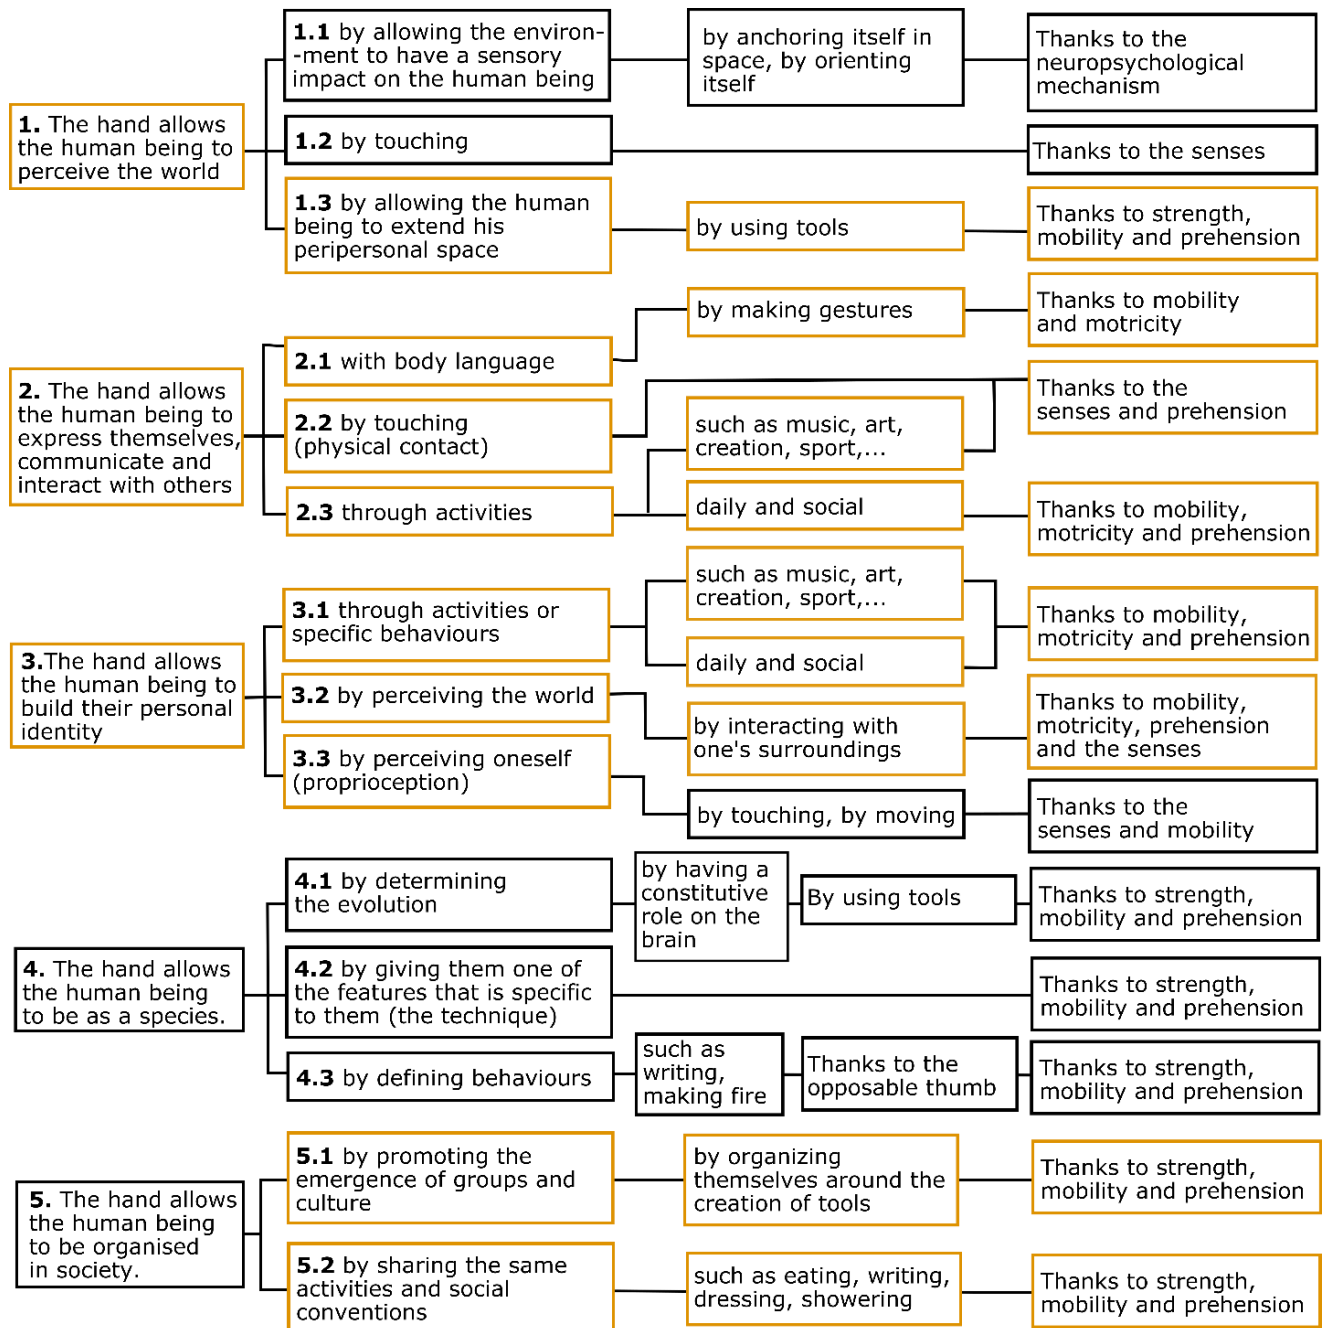 1. The hand allows
the human being to
perceive the world
1.1 by allowing the environ-
-ment to have a sensory
impact on the human being
by anchoring itself in
space, by orienting
itself
Thanks to the
neuropsychological
mechanism
1.2 by touching
Thanks to the senses
1.3 by allowing the human
being to extend his
peripersonal space
by using tools
Thanks to strength,
mobility and prehension
2. The hand allows
the human being to
express themselves,
communicate and
interact with others
2.1 with body language
by making gestures
Thanks to mobility
and motricity
2.2 by touching
(physical contact)
Thanks to the
senses and prehension
2.3 through activities
such as music, art,
creation, sport,...
daily and social
Thanks to mobility,
motricity and prehension
3.The hand allows
the human being to
build their personal
identity
3.1 through activities or
specific behaviours
such as music, art,
creation, sport,...
daily and social
Thanks to mobility,
motricity and prehension
3.2 by perceiving the world
by interacting with
one's surroundings
Thanks to mobility,
motricity, prehension
and the senses
3.3 by perceiving oneself
(proprioception)
by touching, by moving
Thanks to the
senses and mobility
4. The hand allows
the human being
to be as a species.
4.1 by determining
the evolution
by having a
constitutive
role on the
brain
By using tools
Thanks to strength,
mobility and prehension
4.2 by giving them one of
the features that is specific
to them (the technique)
Thanks to strength,
mobility and prehension
4.3 by defining behaviours
such as
writing,
making fire
Thanks to the
opposable thumb
Thanks to strength,
mobility and prehension
5. The hand allows
the human being
to be organised
in society.
5.1 by promoting the
emergence of groups and
culture
by organizing
themselves around the
creation of tools
Thanks to strength,
mobility and prehension
5.2 by sharing the same
activities and social
conventions
such as eating, writing,
dressing, showering
Thanks to strength,
mobility and prehension